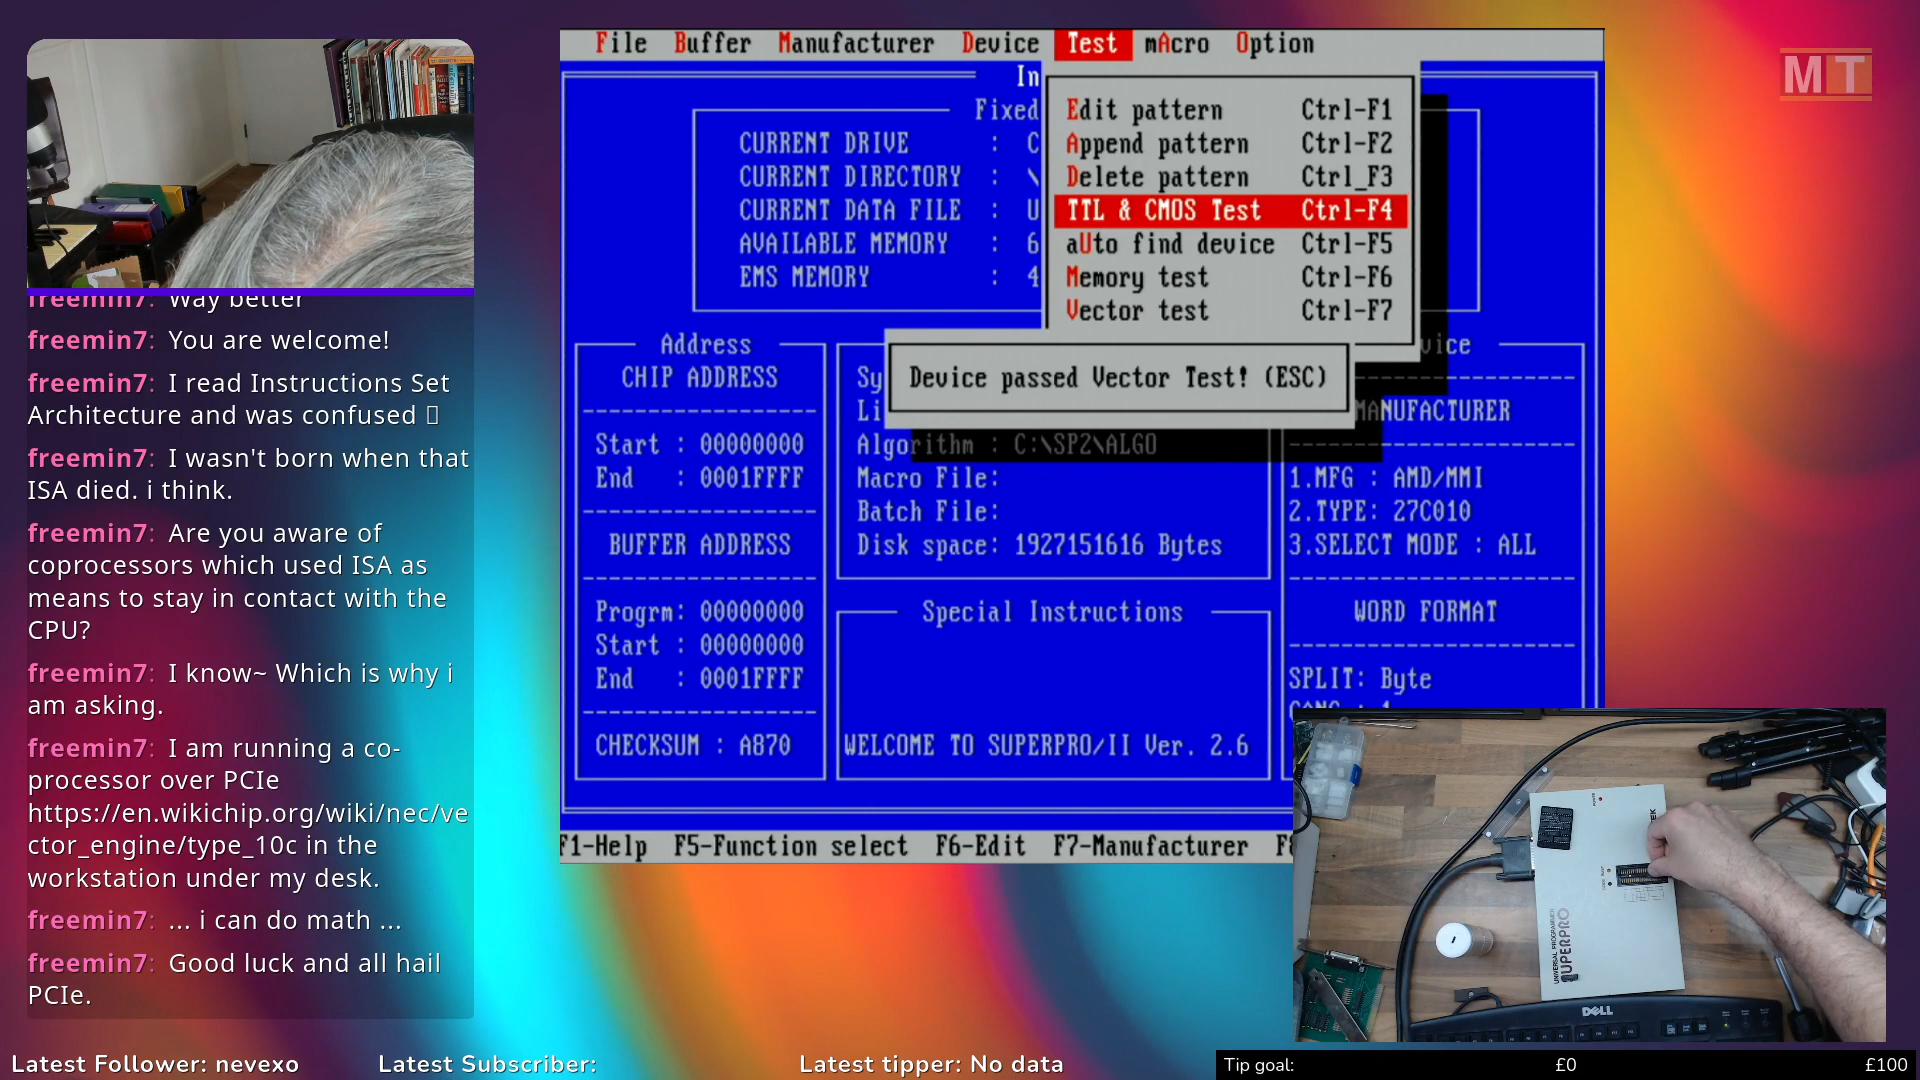 freemin7: Way better
freemin7: You are welcome!
freemin7: I read Instructions Set
Architecture and was confused
freemin7: I wasn't born when that
ISA died. i think.
freemin7: Are you aware of
coprocessors which used ISA as
means to stay in contact with the
CPU?
freemin7: I know~ Which is why i
am asking.
freemin7: I am running a co-
processor over PCIe
https://en.wikichip.org/wiki/nec/ve
ctor_engine/type_10c in the
workstation under my desk.
freemin7: ... i can do math ...
freemin7: Good luck and all hail
PCIe.
File Buffer Manufacturer Device Test mAcro Option
In
Fixed
CURRENT DRIVE : C
CURRENT DIRECTORY : \
CURRENT DATA FILE : U
AVAILABLE MEMORY : 6
EMS MEMORY : 4
Edit pattern Ctrl-F1
Append pattern Ctrl-F2
Delete pattern Ctrl_F3
TTL & CMOS Test Ctrl-F4
aUto find device Ctrl-F5
Memory test Ctrl-F6
Vector test Ctrl-F7
Device passed Vector Test! (ESC)
Address
CHIP ADDRESS
Start : 00000000
End : 0001FFFF
BUFFER ADDRESS
Progrm: 00000000
Start : 00000000
End : 0001FFFF
CHECKSUM : A870
Sy
Li
Algorithm : C:\SP2\ALGO
Macro File:
Batch File:
Disk space: 1927151616 Bytes
Special Instructions
WELCOME TO SUPERPRO/II Ver. 2.6
vice
MANUFACTURER
1.MFG : AMD/MMI
2.TYPE: 27C010
3.SELECT MODE : ALL
WORD FORMAT
SPLIT: Byte
F1-Help F5-Function select F6-Edit F7-Manufacturer
MT
UNIVERSAL PROGRAMMER
SUPERPRO
DELL
Latest Follower: nevexo
Latest Subscriber:
Latest tipper: No data
Tip goal: £0 £100